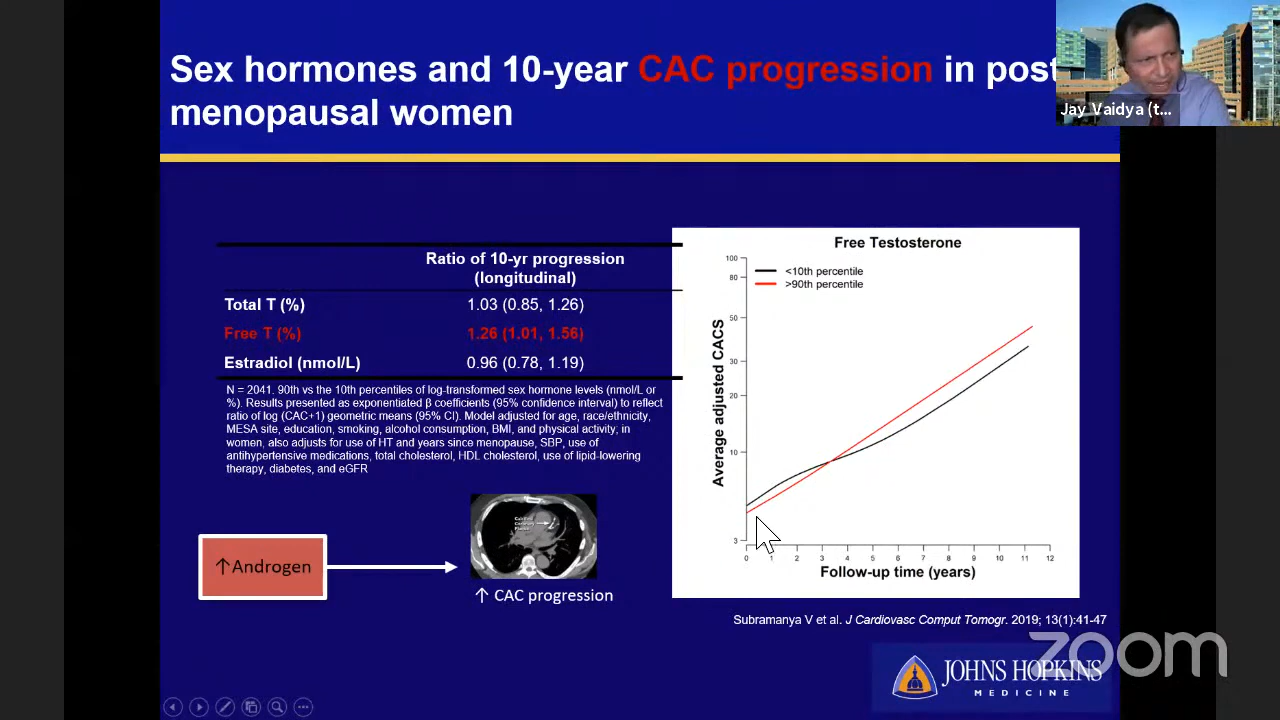 Sex hormones and 10-year CAC progression in post
menopausal women
Jay Vaidya (t...
Ratio of 10-yr progression
(longitudinal)
Total T (%) 1.03 (0.85, 1.26)
Free T (%) 1.26 (1.01, 1.56)
Estradiol (nmol/L) 0.96 (0.78, 1.19)
N = 2041. 90th vs the 10th percentiles of log-transformed sex hormone levels (nmol/L or
%). Results presented as exponentiated β coefficients (95% confidence interval) to reflect
ratio of log (CAC+1) geometric means (95% CI). Model adjusted for age, race/ethnicity,
MESA site, education, smoking, alcohol consumption, BMI, and physical activity; in
women, also adjusts for use of HT and years since menopause, SBP, use of
antihypertensive medications, total cholesterol, HDL cholesterol, use of lipid-lowering
therapy, diabetes, and eGFR
↑Androgen
Calcified
Coronary
Plaque
↑ CAC progression
Free Testosterone
<10th percentile
>90th percentile
Average adjusted CACS
100
80
50
30
20
10
3
0 1 2 3 4 5 6 7 8 9 10 11 12
Follow-up time (years)
Subramanya V et al. J Cardiovasc Comput Tomogr. 2019; 13(1):41-47
zoom
JOHNS HOPKINS
MEDICINE